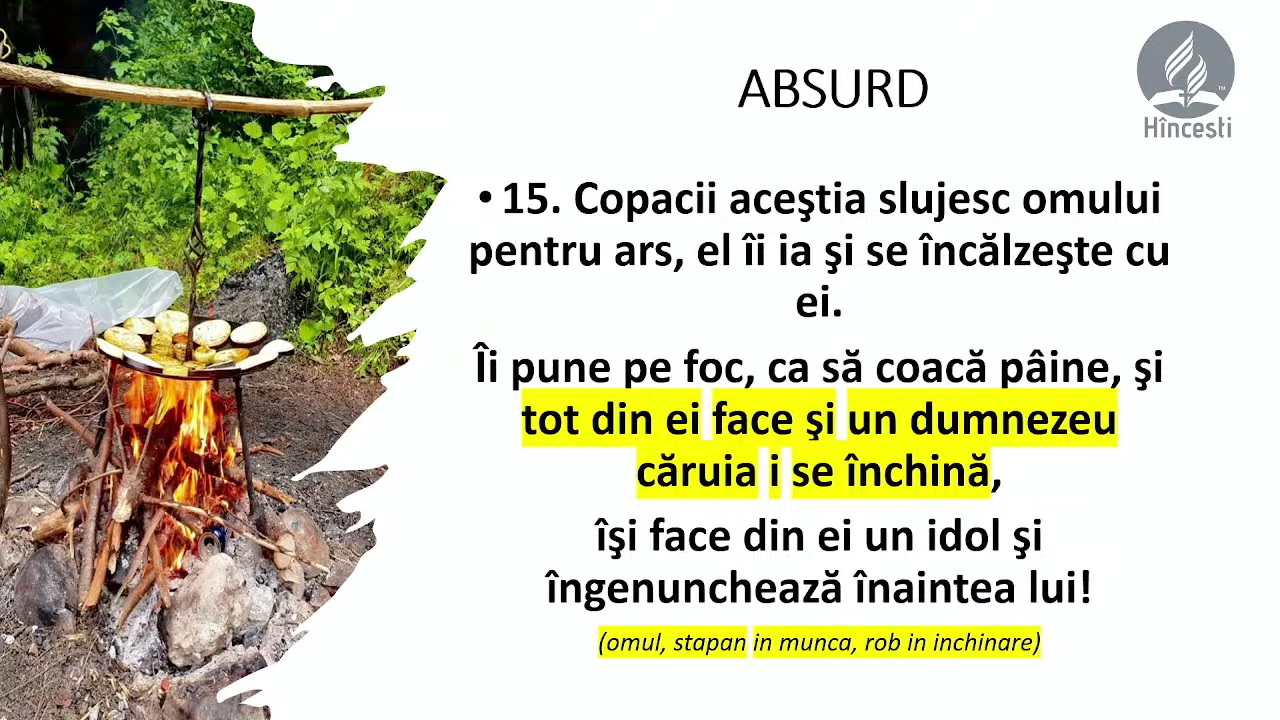 ABSURD
Hîncești
• 15. Copacii aceştia slujesc omului
pentru ars, el îi ia şi se încălzeşte cu
ei.
Îi pune pe foc, ca să coacă pâine, şi
tot din ei face şi un dumnezeu
căruia i se închină,
îşi face din ei un idol şi
îngenunchează înaintea lui!
(omul, stapan in munca, rob in inchinare)